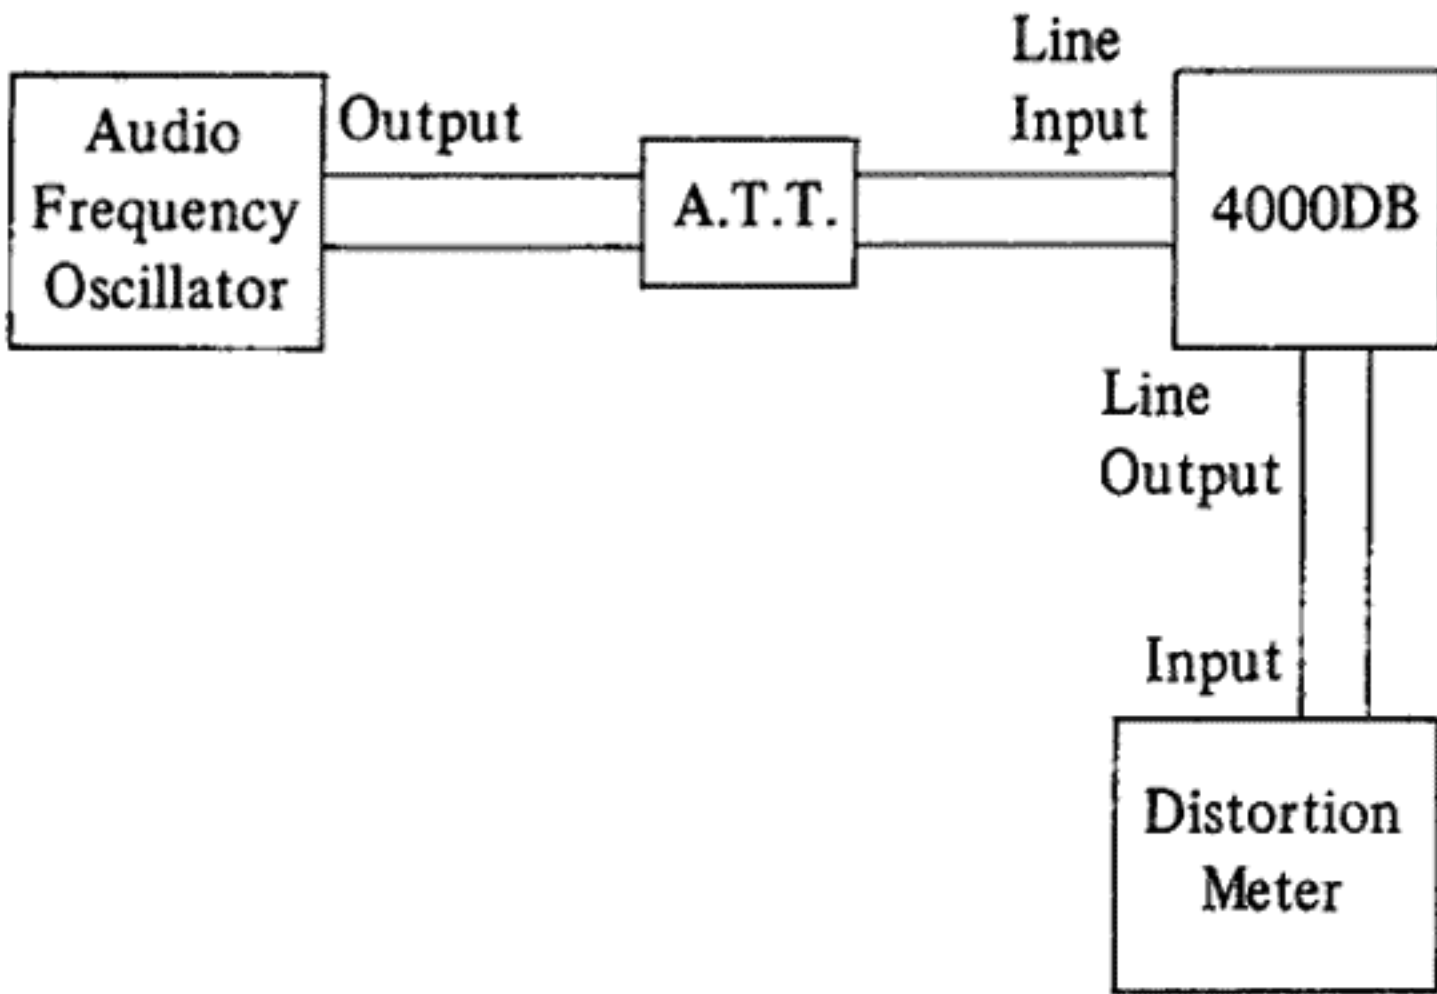 Audio
Frequency
Oscillator
Output
A.T.T.
Line
Input
4000DB
Line
Output
Input
Distortion
Meter